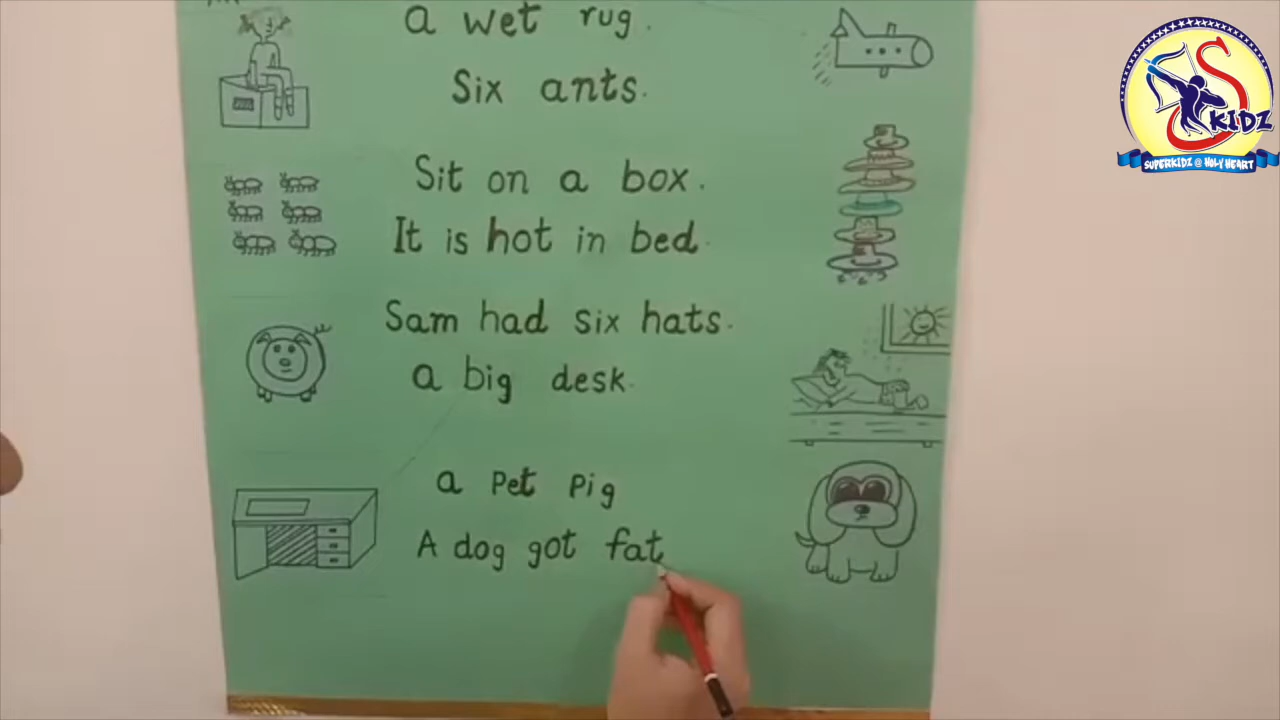 a wet rug.
Six ants.
Sit on a box.
It is hot in bed.
Sam had six hats.
a big desk.
a Pet Pig
A dog got fat
S KIDZ
SUPERKIDZ @ HOLY HEART